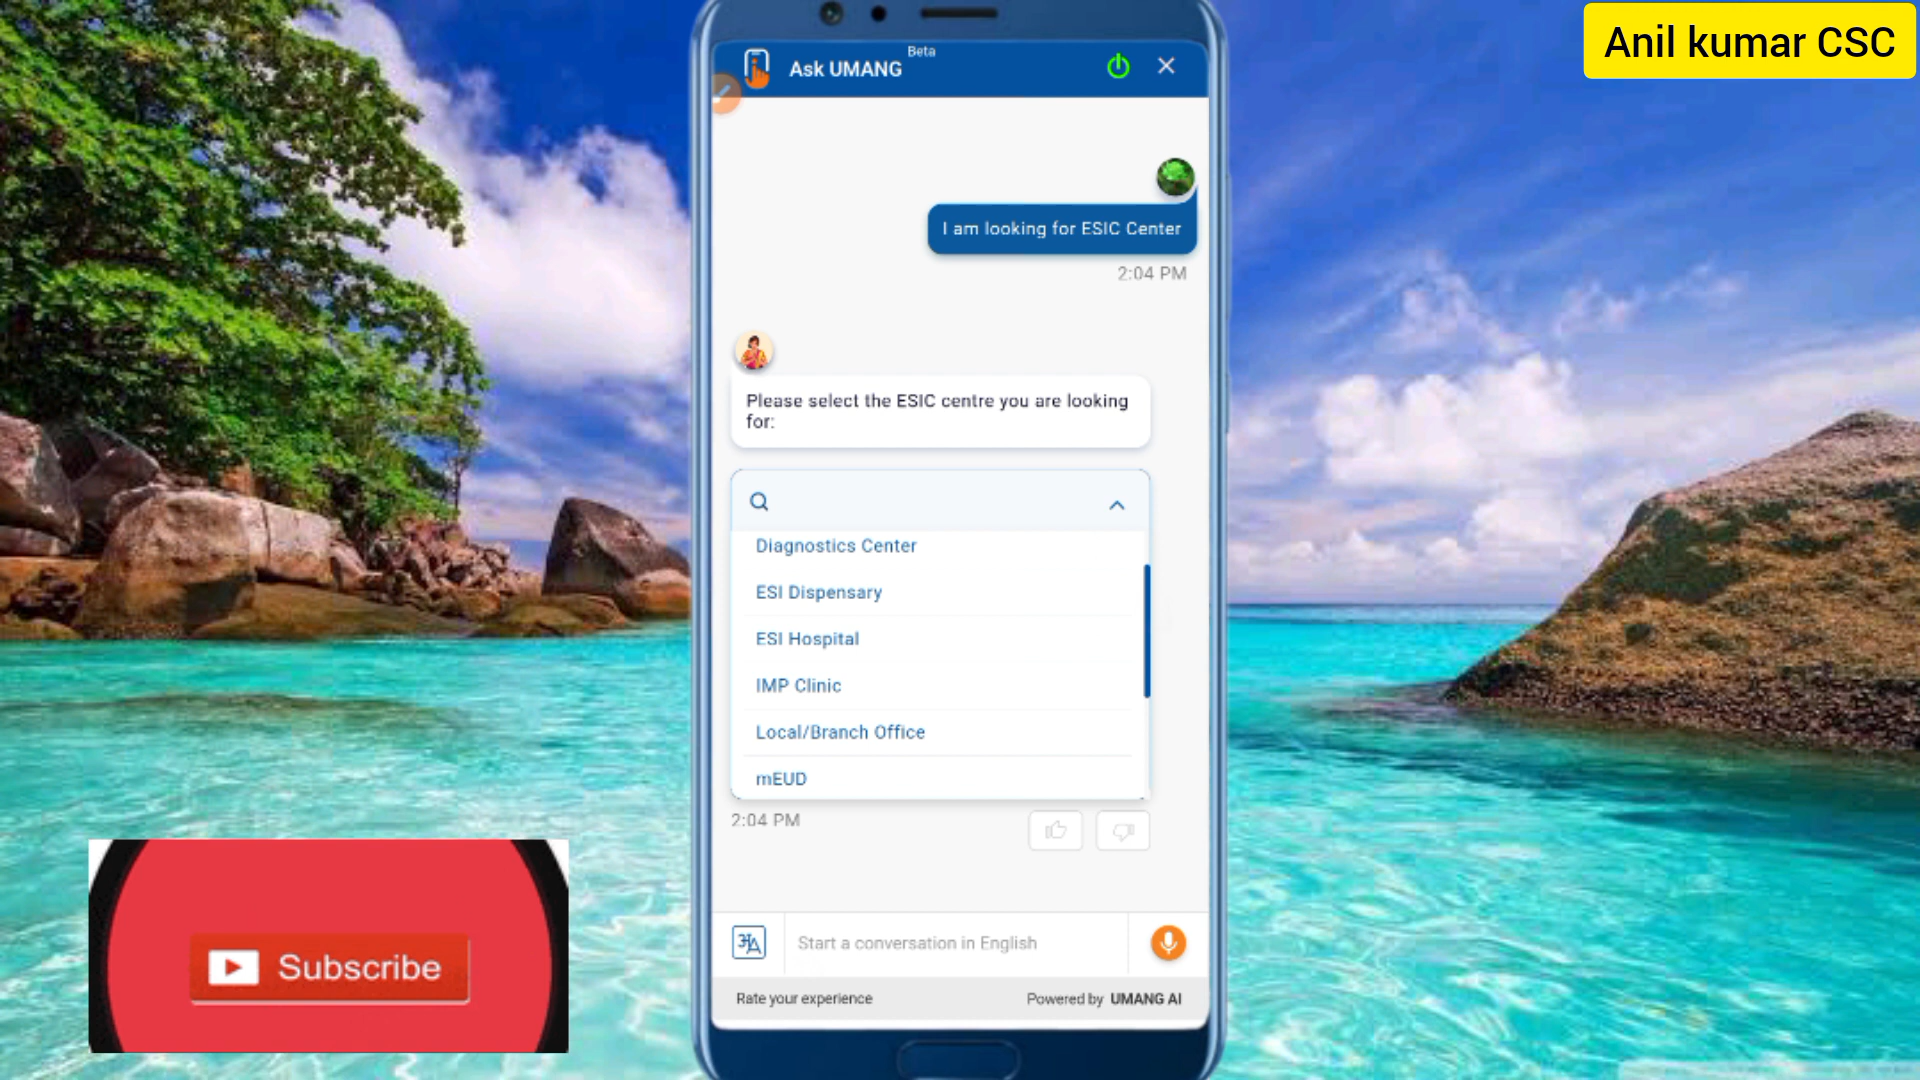 Anil kumar CSC
Ask UMANG Beta
I am looking for ESIC Center
2:04 PM
Please select the ESIC centre you are looking
for:
Diagnostics Center
ESI Dispensary
ESI Hospital
IMP Clinic
Local/Branch Office
mEUD
2:04 PM
अA
Start a conversation in English
Rate your experience
Powered by UMANG AI
Subscribe